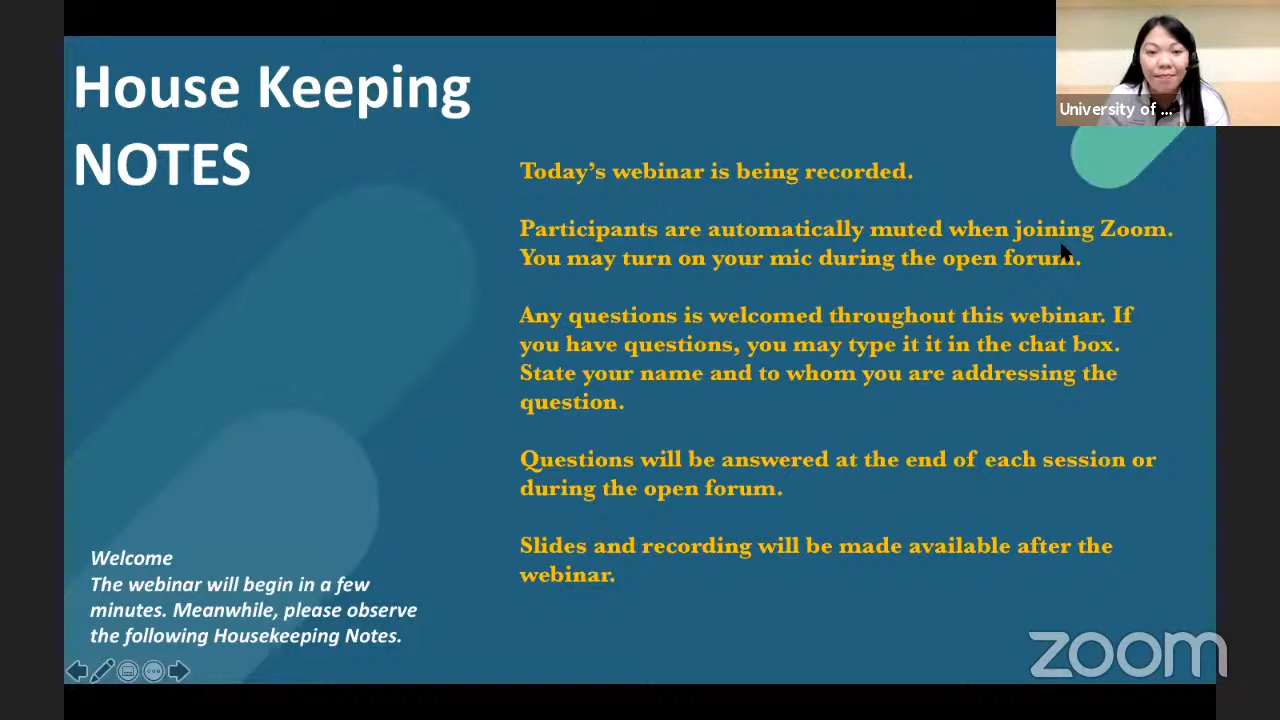 House Keeping
NOTES
University of ...
Today's webinar is being recorded.
Participants are automatically muted when joining Zoom.
You may turn on your mic during the open forum.
Any questions is welcomed throughout this webinar. If
you have questions, you may type it it in the chat box.
State your name and to whom you are addressing the
question.
Questions will be answered at the end of each session or
during the open forum.
Slides and recording will be made available after the
webinar.
Welcome
The webinar will begin in a few
minutes. Meanwhile, please observe
the following Housekeeping Notes.
zoom